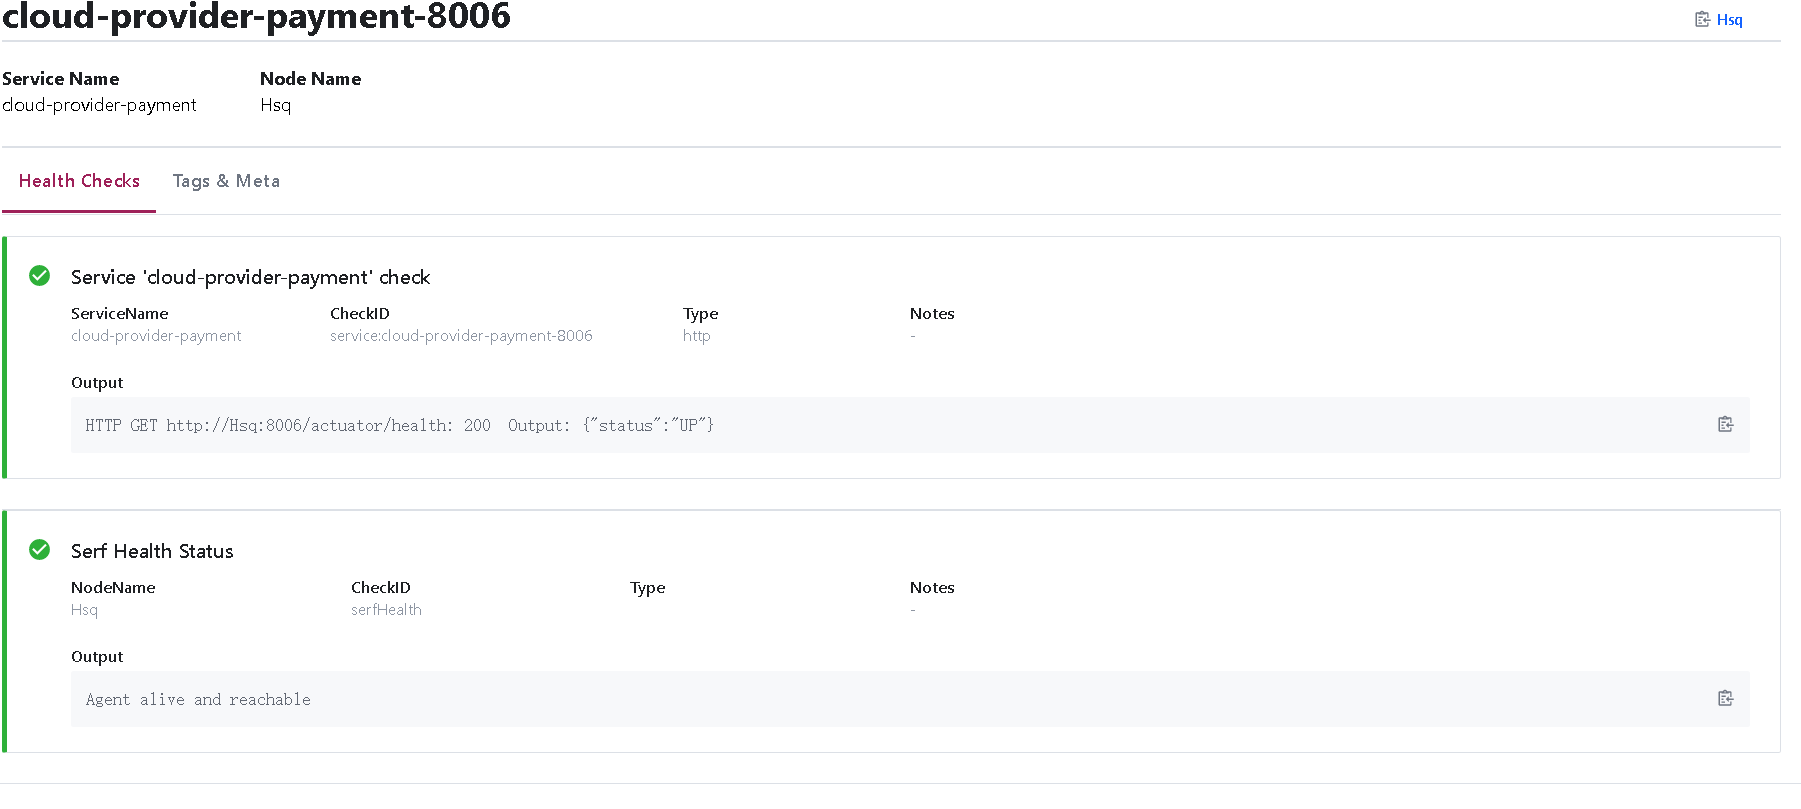 cloud-provider-payment-8006
Hsq
Service Name Node Name
cloud-provider-payment Hsq
Health Checks Tags & Meta
Service 'cloud-provider-payment' check
ServiceName CheckID Type Notes
cloud-provider-payment service:cloud-provider-payment-8006 http -
Output
HTTP GET http://Hsq:8006/actuator/health: 200  Output: {"status":"UP"}
Serf Health Status
NodeName CheckID Type Notes
Hsq serfHealth -
Output
Agent alive and reachable